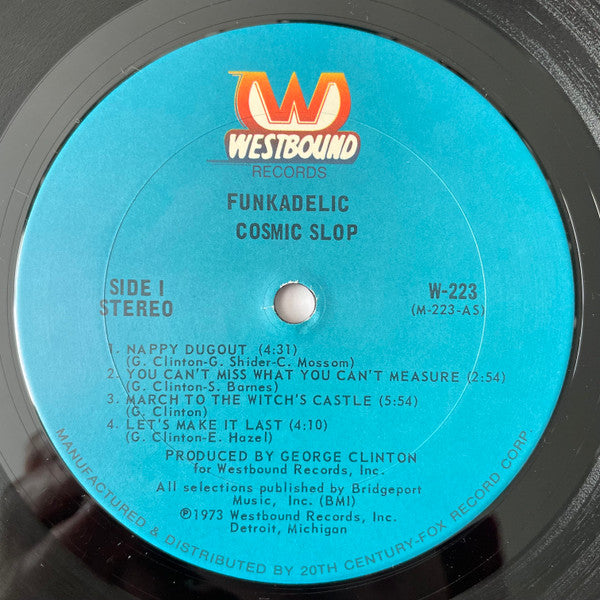 W
WESTBOUND
RECORDS
FUNKADELIC
COSMIC SLOP
SIDE I
STEREO
W-223
(M-223-AS)
1. NAPPY DUGOUT (4:31)
(G. Clinton-G. Shider-C. Mossom)
2. YOU CAN'T MISS WHAT YOU CAN'T MEASURE (2:54)
(G. Clinton-S. Barnes)
3. MARCH TO THE WITCH'S CASTLE (5:54)
(G. Clinton)
4. LET'S MAKE IT LAST (4:10)
(G. Clinton-E. Hazel)
PRODUCED BY GEORGE CLINTON
for Westbound Records, Inc.
All selections published by Bridgeport
Music, Inc. (BMI)
℗1973 Westbound Records, Inc.
Detroit, Michigan
MANUFACTURED & DISTRIBUTED BY 20TH CENTURY-FOX RECORD CORP